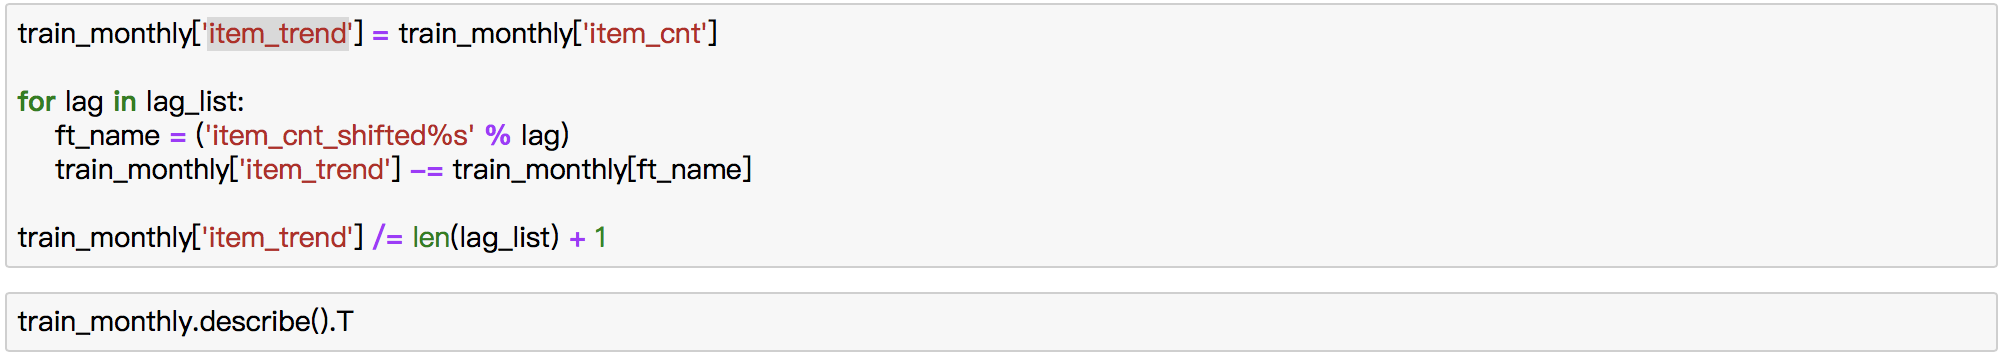 train_monthly['item_trend'] = train_monthly['item_cnt']
for lag in lag_list:
    ft_name = ('item_cnt_shifted%s' % lag)
    train_monthly['item_trend'] -= train_monthly[ft_name]
train_monthly['item_trend'] /= len(lag_list) + 1
train_monthly.describe().T